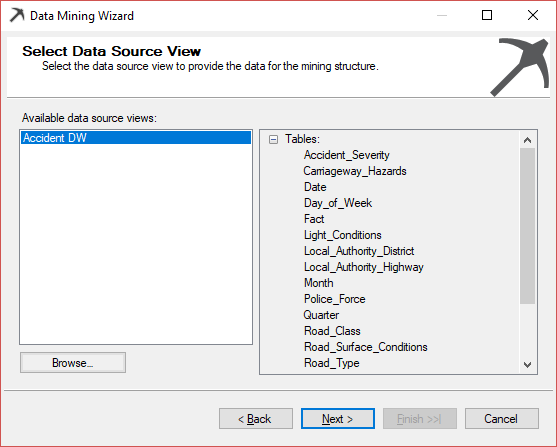 Data Mining Wizard
Select Data Source View
Select the data source view to provide the data for the mining structure.
Available data source views:
Accident DW
Browse...
Tables:
Accident_Severity
Carriageway_Hazards
Date
Day_of_Week
Fact
Light_Conditions
Local_Authority_District
Local_Authority_Highway
Month
Police_Force
Quarter
Road_Class
Road_Surface_Conditions
Road_Type
< Back
Next >
Finish >>|
Cancel